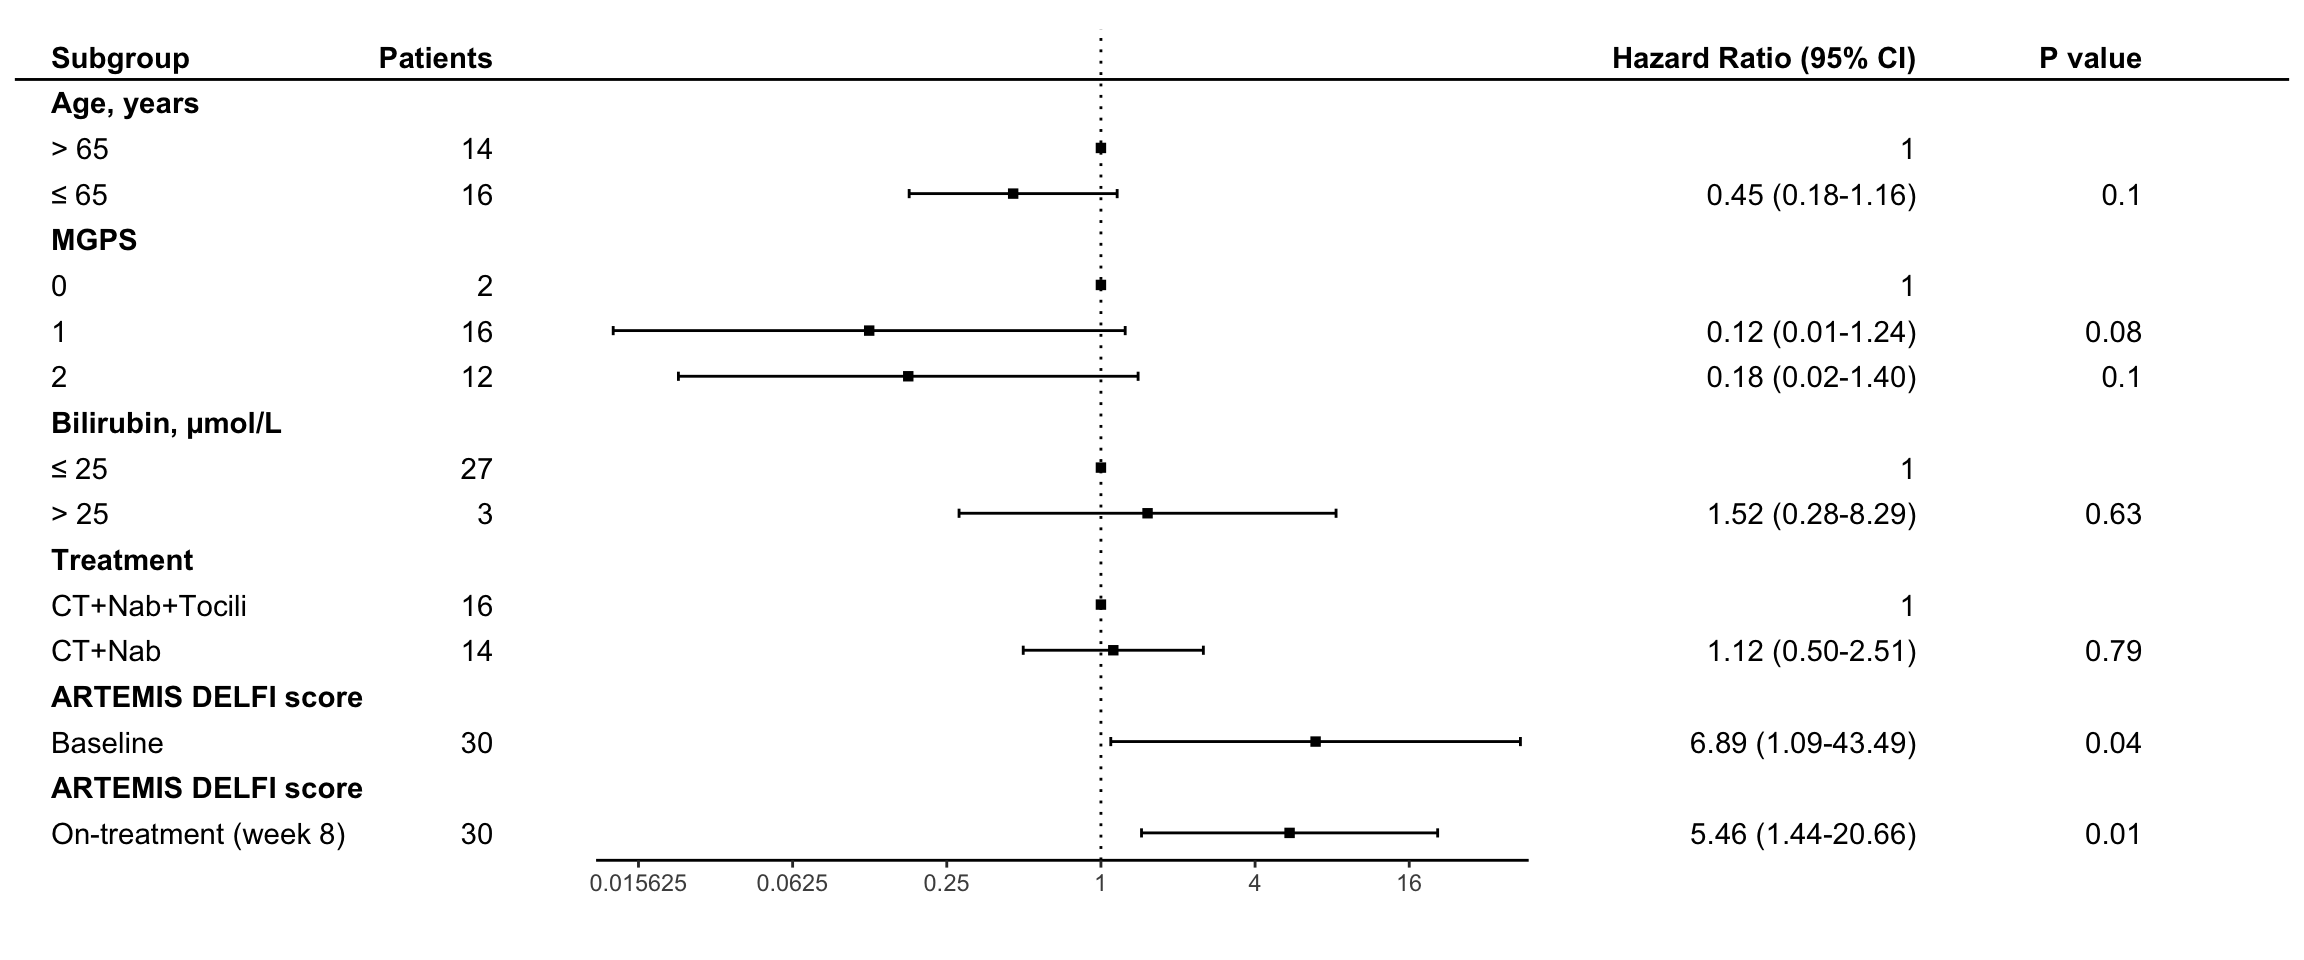 Subgroup Patients Hazard Ratio (95% CI) P value
Age, years
> 65 14 1
≤ 65 16 0.45 (0.18-1.16) 0.1
MGPS
0 2 1
1 16 0.12 (0.01-1.24) 0.08
2 12 0.18 (0.02-1.40) 0.1
Bilirubin, µmol/L
≤ 25 27 1
> 25 3 1.52 (0.28-8.29) 0.63
Treatment
CT+Nab+Tocili 16 1
CT+Nab 14 1.12 (0.50-2.51) 0.79
ARTEMIS DELFI score
Baseline 30 6.89 (1.09-43.49) 0.04
ARTEMIS DELFI score
On-treatment (week 8) 30 5.46 (1.44-20.66) 0.01
0.015625 0.0625 0.25 1 4 16